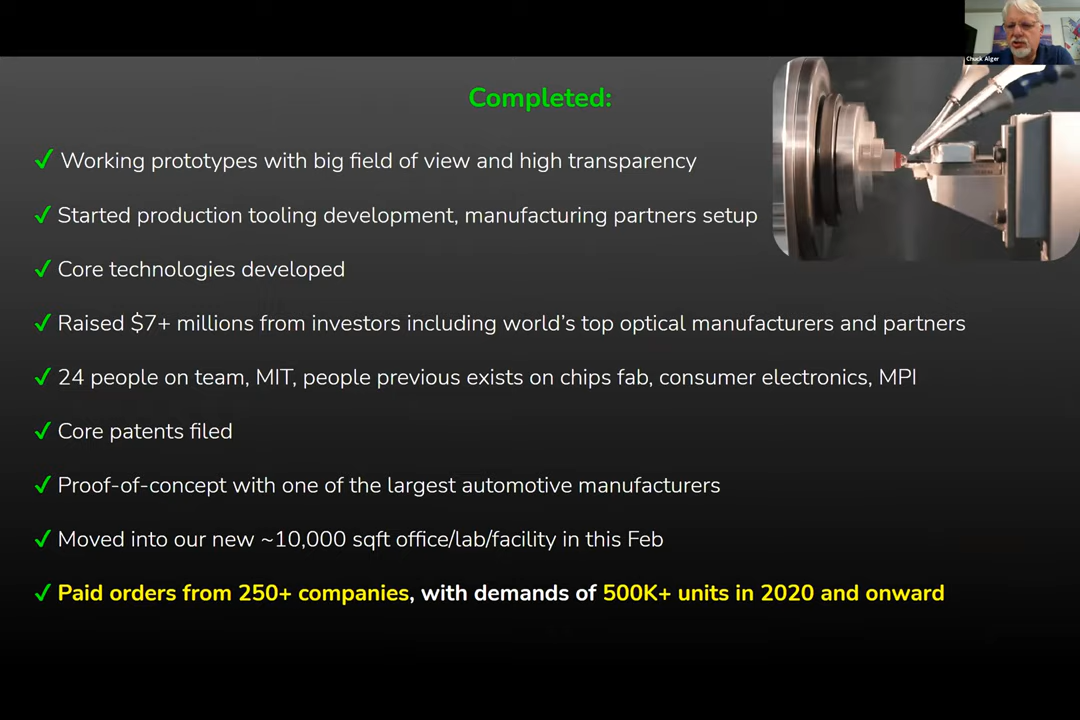 Chuck Alger
Completed:
✓ Working prototypes with big field of view and high transparency
✓ Started production tooling development, manufacturing partners setup
✓ Core technologies developed
✓ Raised $7+ millions from investors including world’s top optical manufacturers and partners
✓ 24 people on team, MIT, people previous exists on chips fab, consumer electronics, MPI
✓ Core patents filed
✓ Proof-of-concept with one of the largest automotive manufacturers
✓ Moved into our new ~10,000 sqft office/lab/facility in this Feb
✓ Paid orders from 250+ companies, with demands of 500K+ units in 2020 and onward